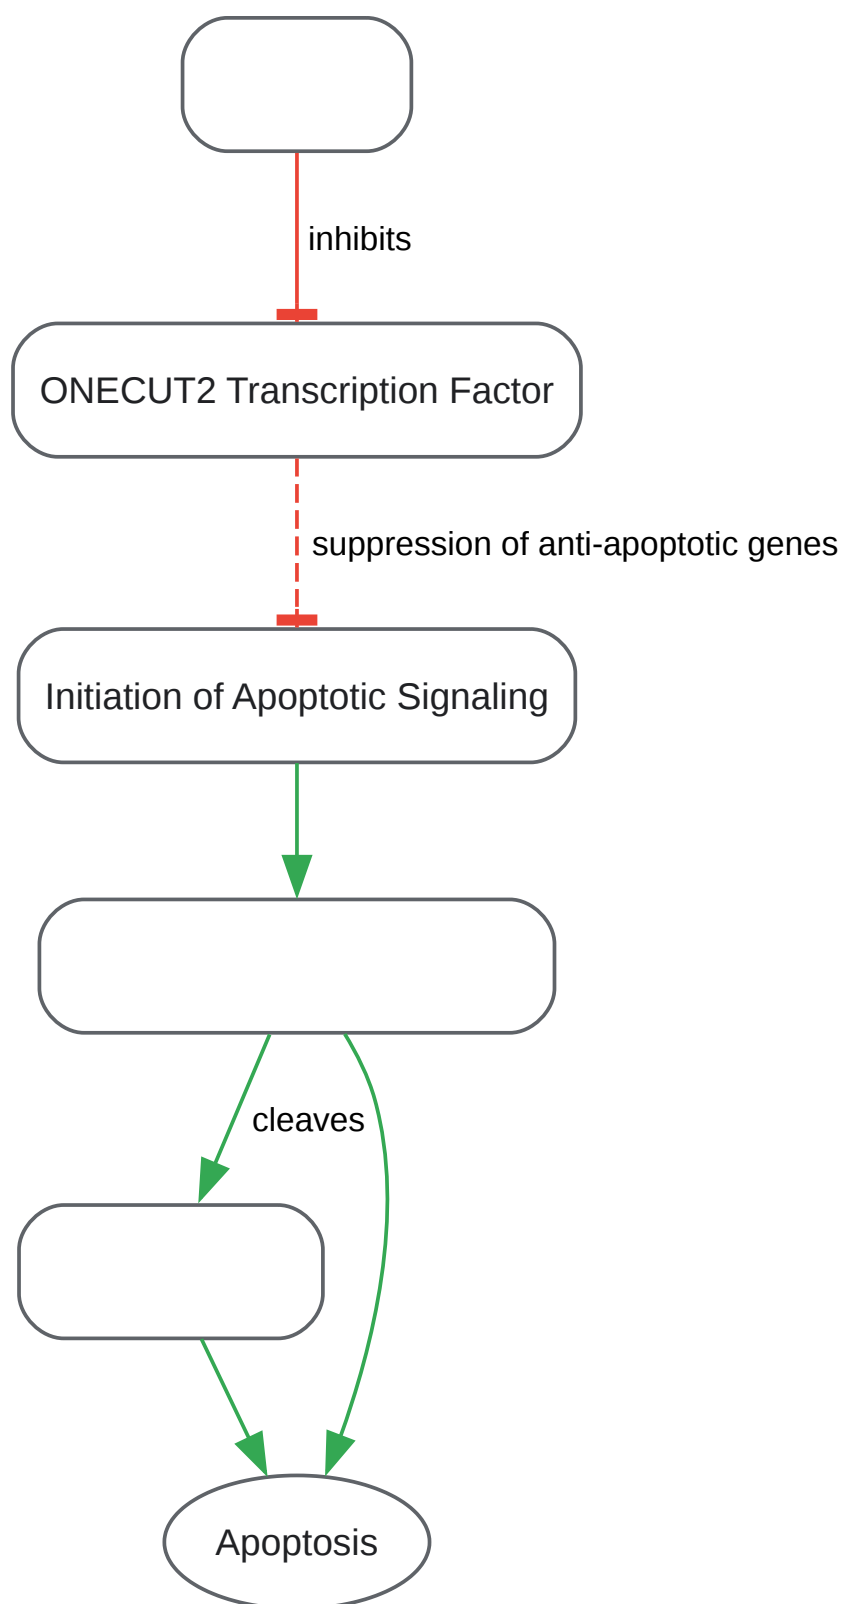 inhibits
ONECUT2 Transcription Factor
suppression of anti-apoptotic genes
Initiation of Apoptotic Signaling
cleaves
Apoptosis